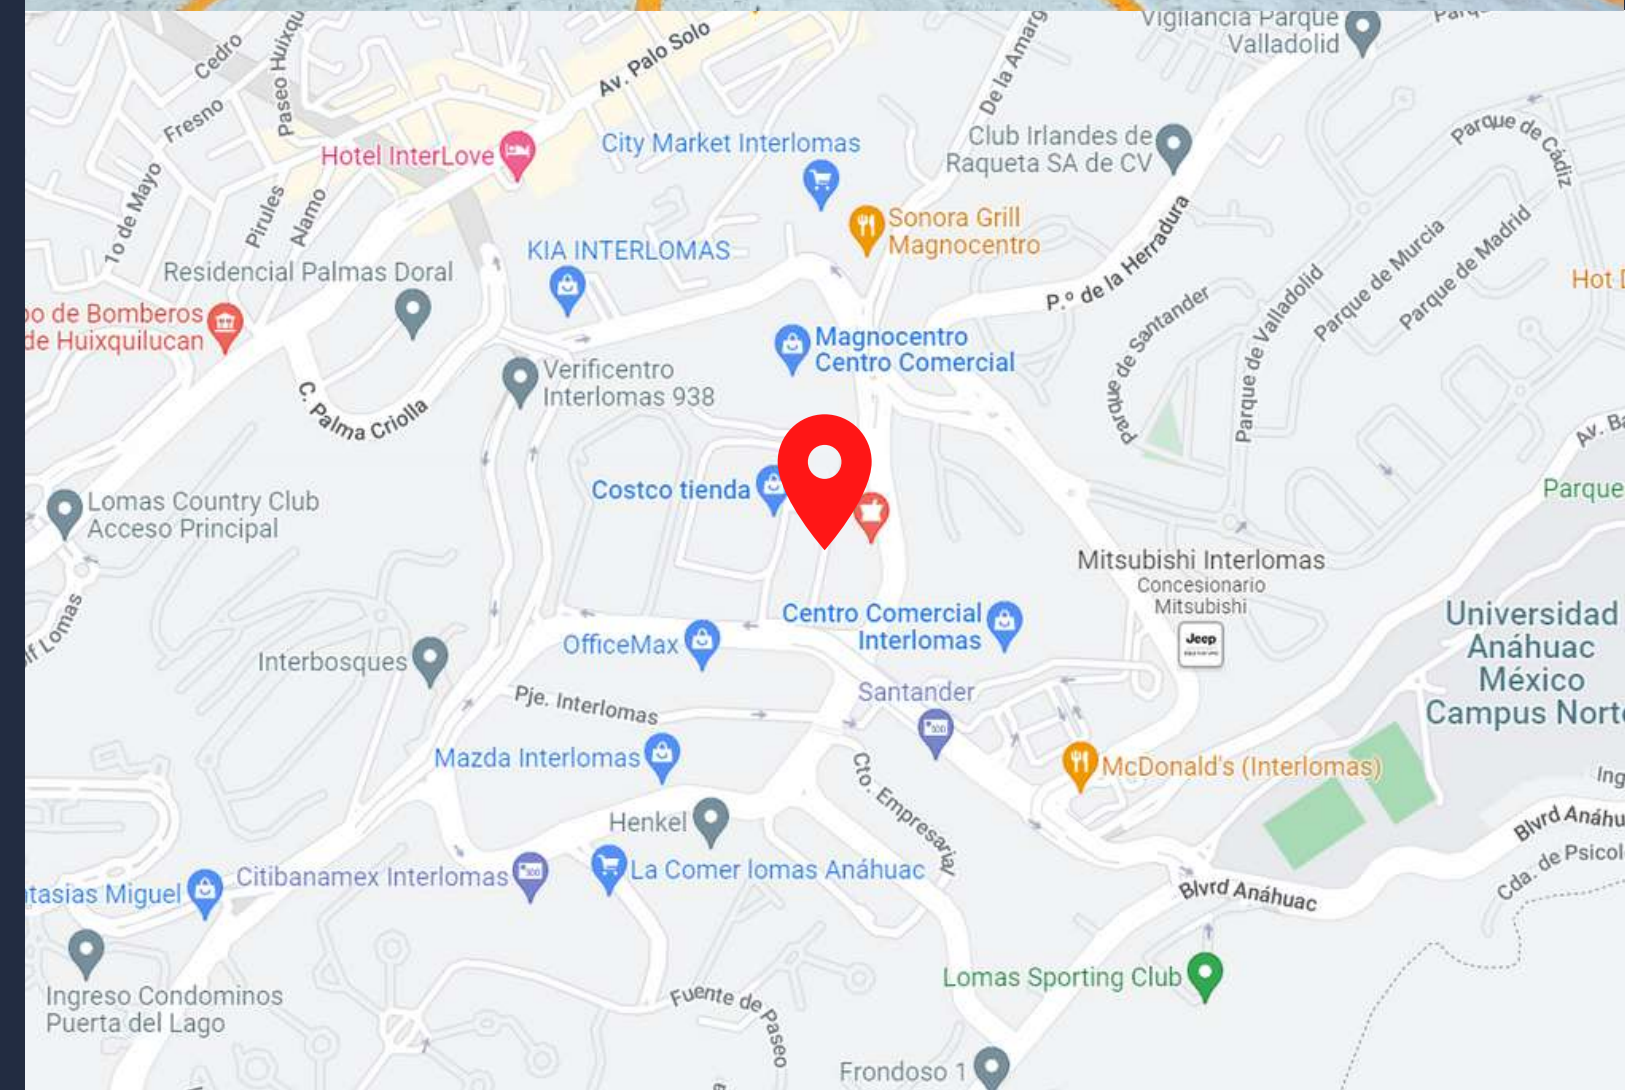 Vigilancia Parque
Valladolid
Cedro
Paseo Huixqu
Av. Palo Solo
De la Amarg
Fresno
City Market Interlomas
Club Irlandes de
Raqueta SA de CV
Parque de Cádiz
Hotel InterLove
1o de Mayo
Pirules
Alamo
Sonora Grill
Magnocentro
KIA INTERLOMAS
P.º de la Herradura
Parque de Murcia
Parque de Madrid
Residencial Palmas Doral
Parque de Santander
Parque de Valladolid
Hot D
po de Bomberos
de Huixquilucan
Magnocentro
Centro Comercial
Verificentro
Interlomas 938
C. Palma Criolla
Av. Ba
Costco tienda
Parque
Lomas Country Club
Acceso Principal
Mitsubishi Interlomas
Concesionario
Mitsubishi
Jeep
Centro Comercial
Interlomas
Universidad
Anáhuac
México
Campus Norte
lf Lomas
OfficeMax
Interbosques
Santander
Pje. Interlomas
Mazda Interlomas
McDonald's (Interlomas)
Cto. Empresarial
Ing
Henkel
Blvrd Anáhu
La Comer lomas Anáhuac
Citibanamex Interlomas
Cda. de Psicol
ntasias Miguel
Blvrd Anáhuac
Lomas Sporting Club
Ingreso Condominos
Puerta del Lago
Fuente de Paseo
Frondoso 1